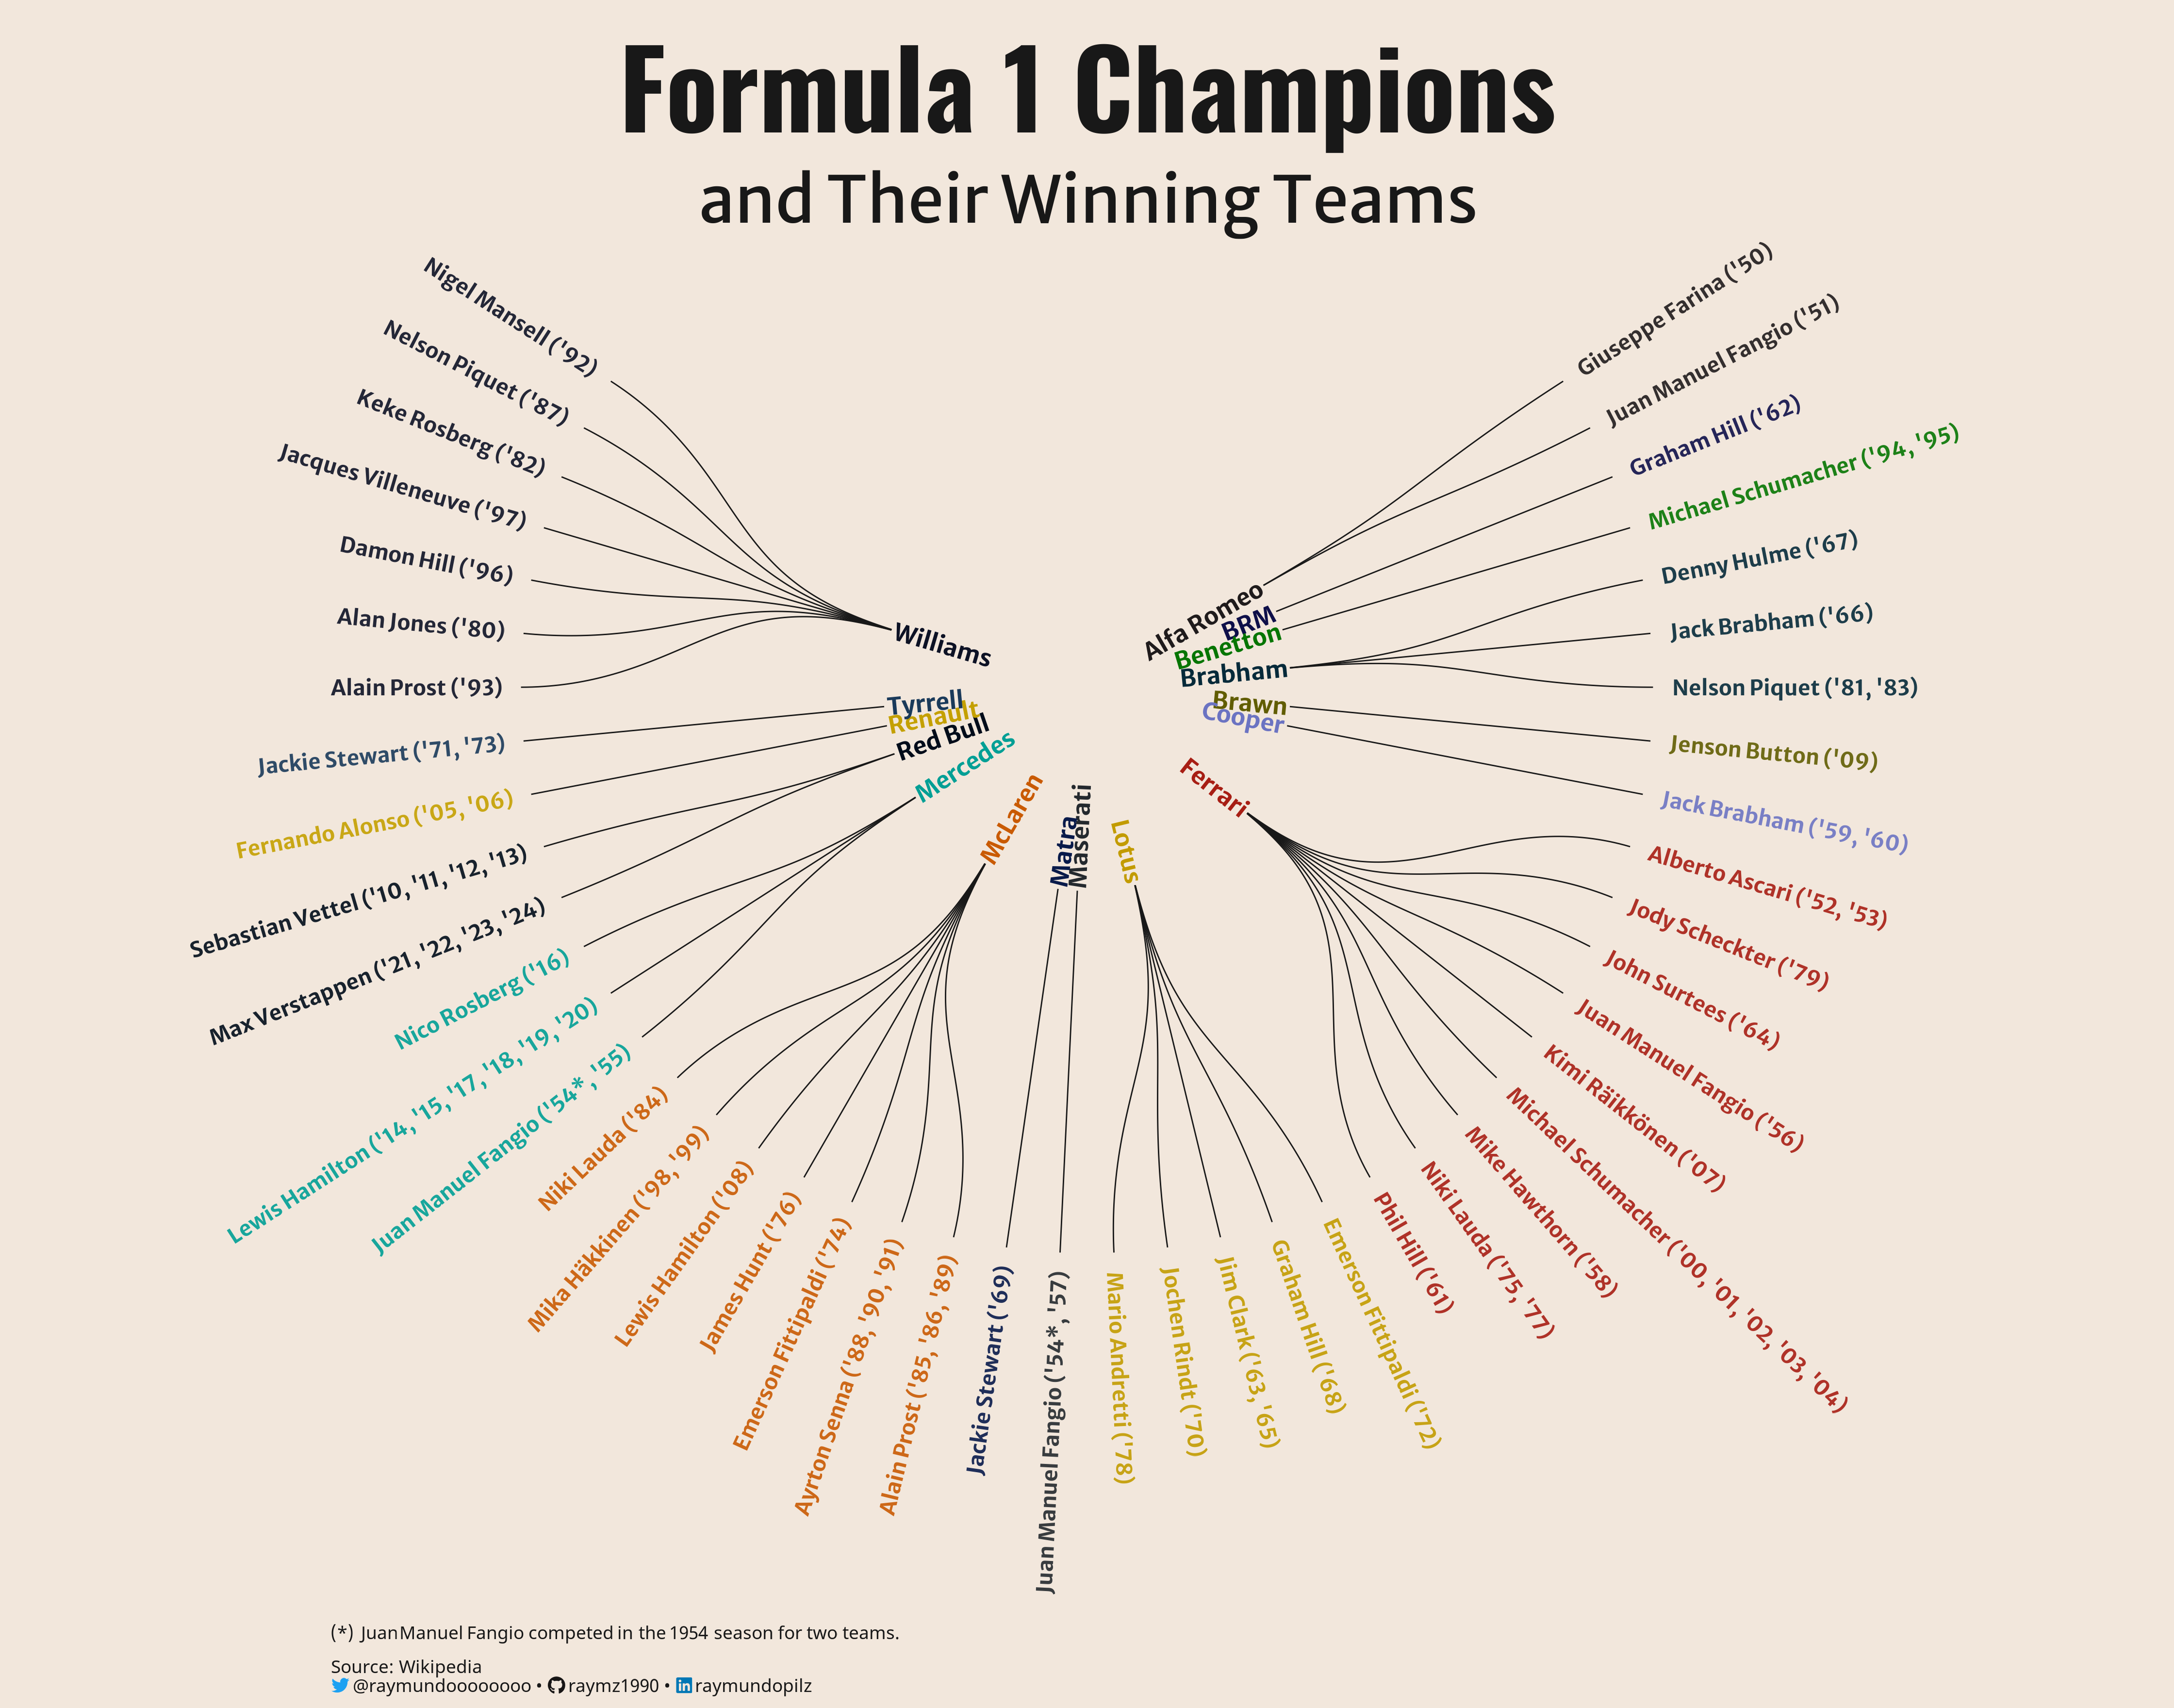 Formula 1 Champions
and Their Winning Teams
Alfa Romeo
Giuseppe Farina ('50)
Juan Manuel Fangio ('51)
BRM
Graham Hill ('62)
Benetton
Michael Schumacher ('94, '95)
Brabham
Denny Hulme ('67)
Jack Brabham ('66)
Nelson Piquet ('81, '83)
Brawn
Jenson Button ('09)
Cooper
Jack Brabham ('59, '60)
Ferrari
Alberto Ascari ('52, '53)
Jody Scheckter ('79)
John Surtees ('64)
Juan Manuel Fangio ('56)
Kimi Räikkönen ('07)
Michael Schumacher ('00, '01, '02, '03, '04)
Mike Hawthorn ('58)
Niki Lauda ('75, '77)
Phil Hill ('61)
Lotus
Emerson Fittipaldi ('72)
Graham Hill ('68)
Jim Clark ('63, '65)
Jochen Rindt ('70)
Mario Andretti ('78)
Maserati
Juan Manuel Fangio ('54*, '57)
Matra
Jackie Stewart ('69)
McLaren
Alain Prost ('85, '86, '89)
Ayrton Senna ('88, '90, '91)
Emerson Fittipaldi ('74)
James Hunt ('76)
Lewis Hamilton ('08)
Mika Häkkinen ('98, '99)
Niki Lauda ('84)
Mercedes
Juan Manuel Fangio ('54*, '55)
Lewis Hamilton ('14, '15, '17, '18, '19, '20)
Nico Rosberg ('16)
Red Bull
Max Verstappen ('21, '22, '23, '24)
Sebastian Vettel ('10, '11, '12, '13)
Renault
Fernando Alonso ('05, '06)
Tyrrell
Jackie Stewart ('71, '73)
Williams
Alain Prost ('93)
Alan Jones ('80)
Damon Hill ('96)
Jacques Villeneuve ('97)
Keke Rosberg ('82)
Nelson Piquet ('87)
Nigel Mansell ('92)
(*) Juan Manuel Fangio competed in the 1954 season for two teams.
Source: Wikipedia
@raymundoooooooo • raymz1990 • raymundopilz